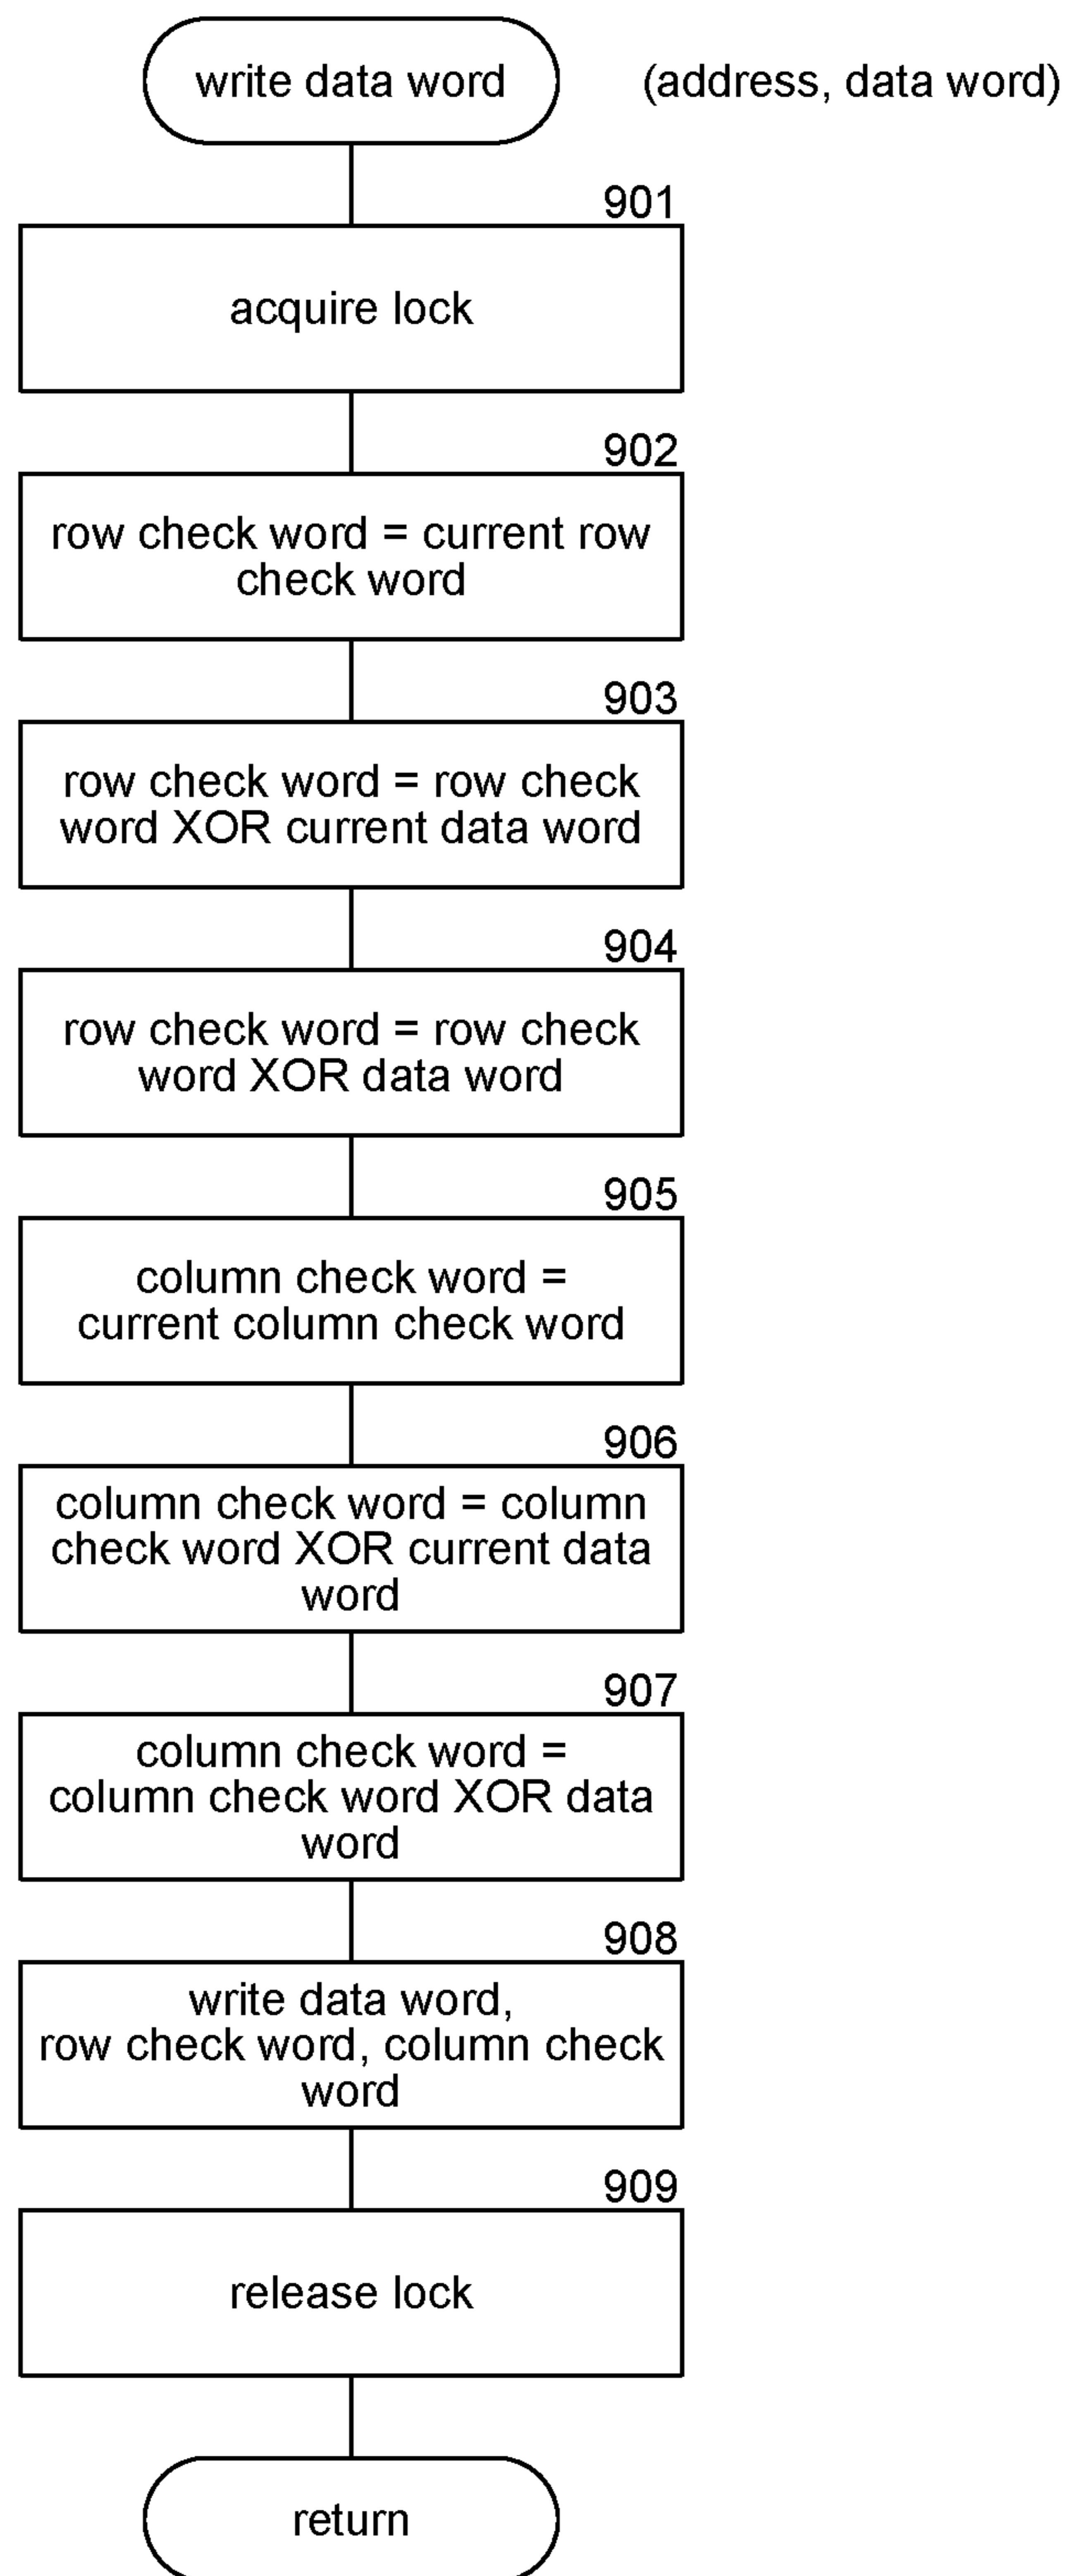 write data word (address, data word)
901
acquire lock
902
row check word = current row
check word
903
row check word = row check
word XOR current data word
904
row check word = row check
word XOR data word
905
column check word =
current column check word
906
column check word = column
check word XOR current data
word
907
column check word =
column check word XOR data
word
908
write data word,
row check word, column check
word
909
release lock
return